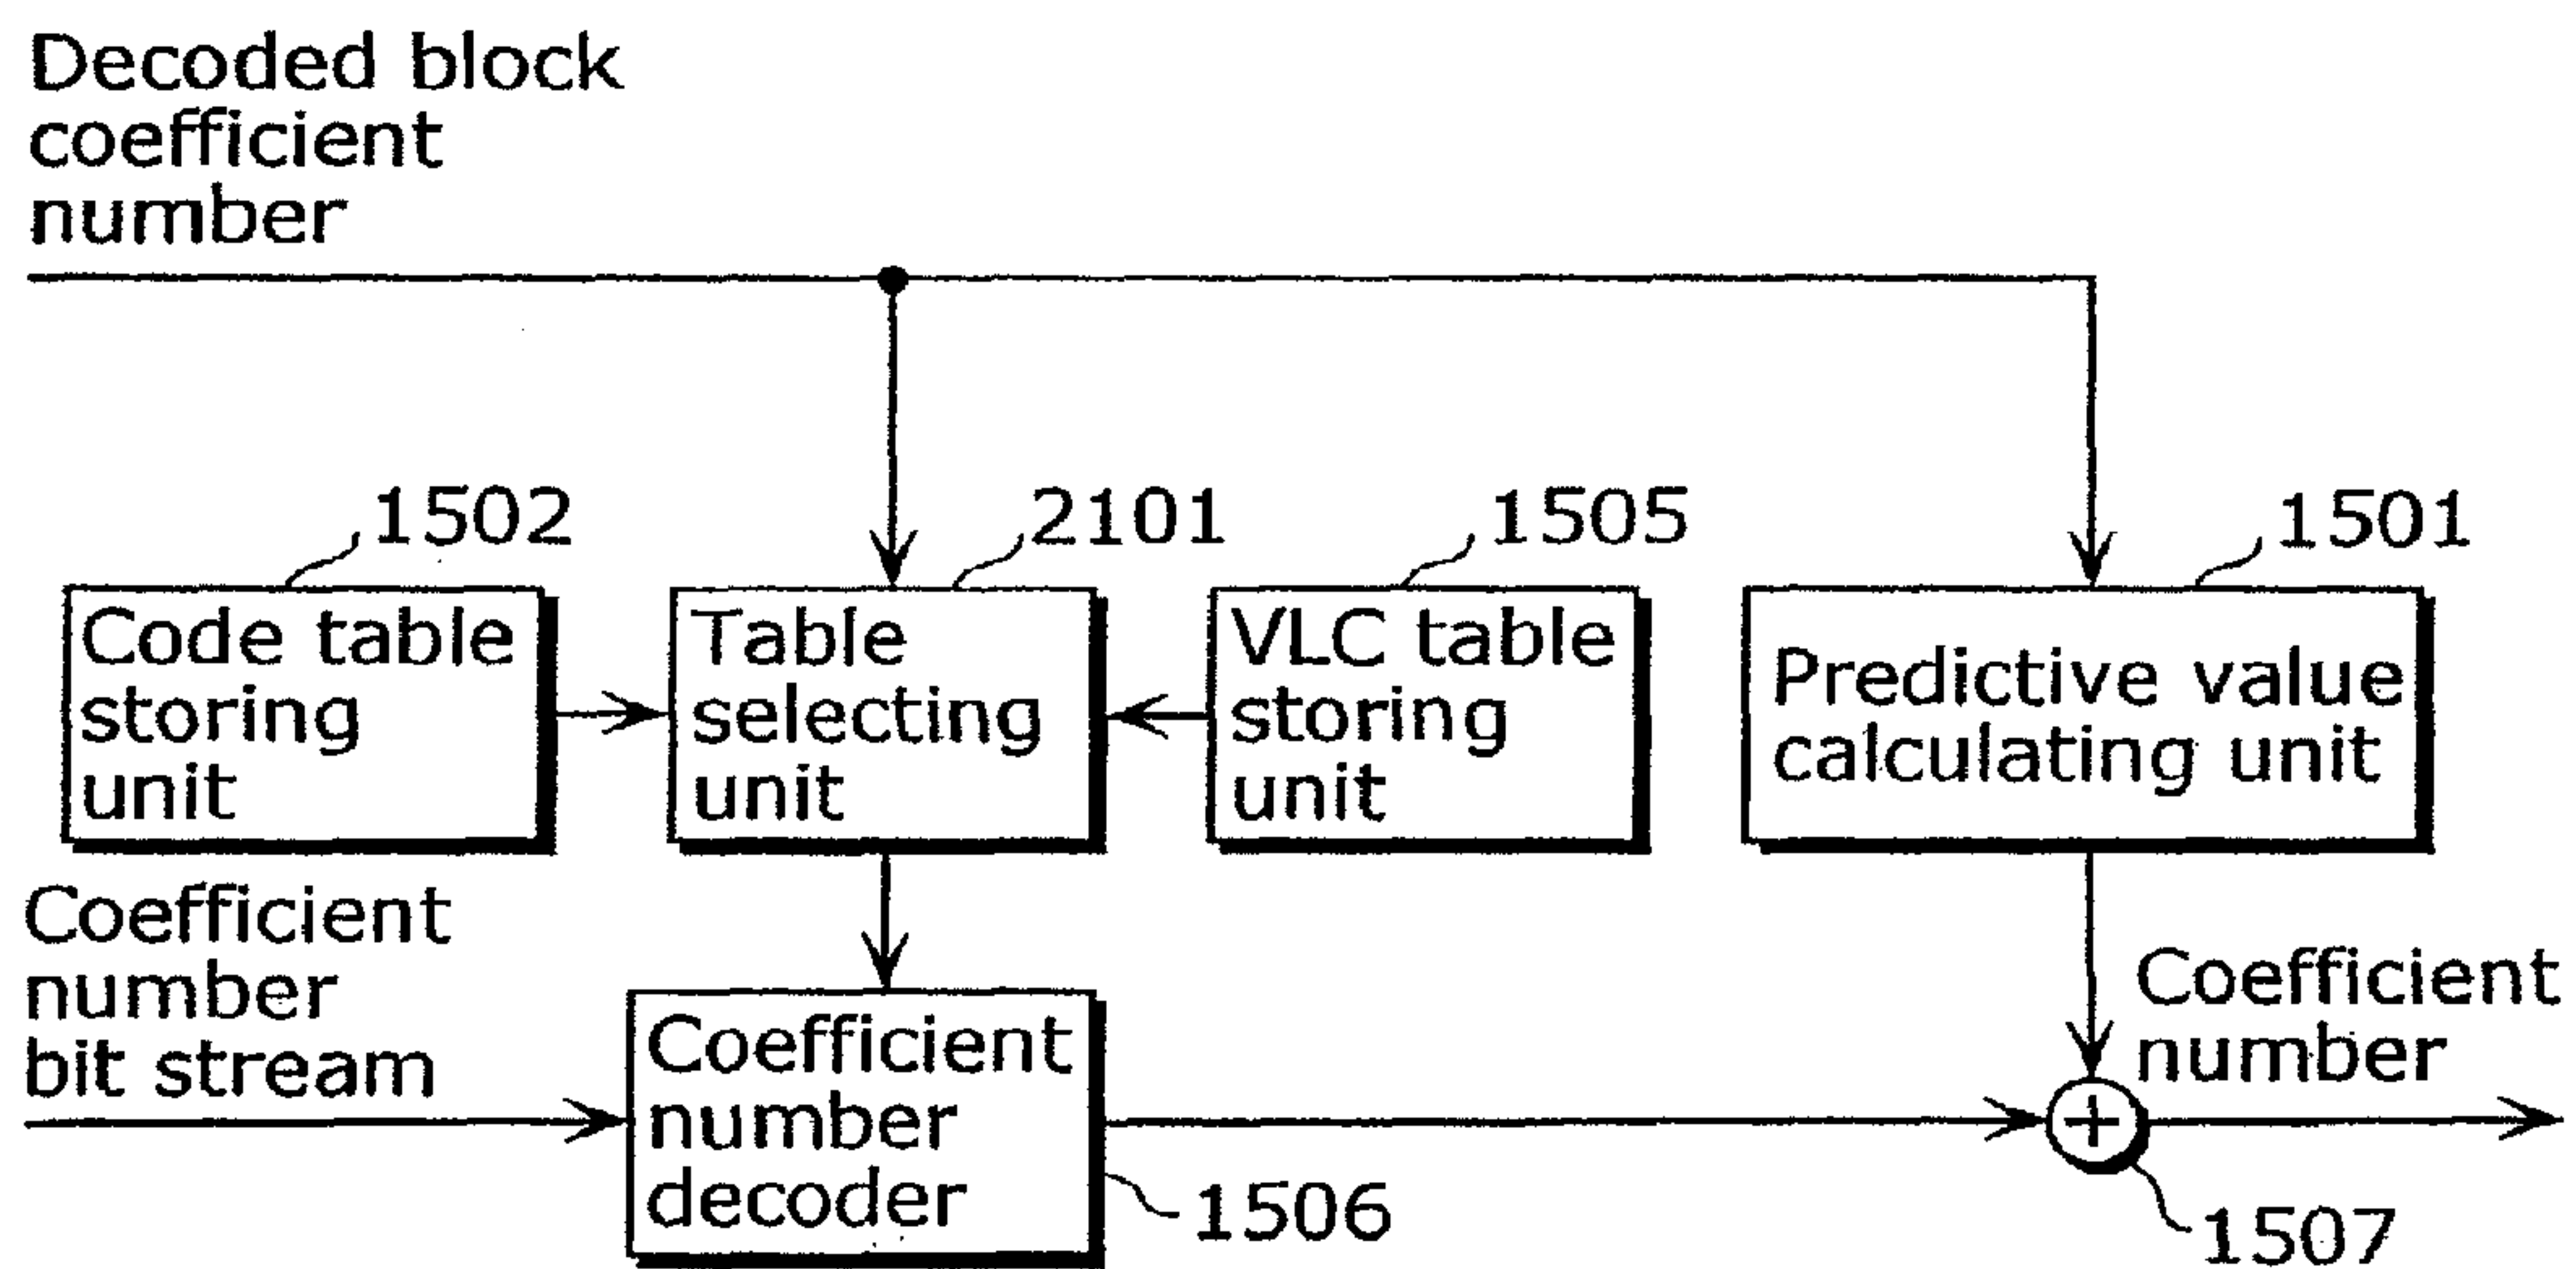 Decoded block
coefficient
number
1502
2101
1505
1501
Code table
storing
unit
Table
selecting
unit
VLC table
storing
unit
Predictive value
calculating unit
Coefficient
number
bit stream
Coefficient
number
decoder
Coefficient
number
+
1506
1507